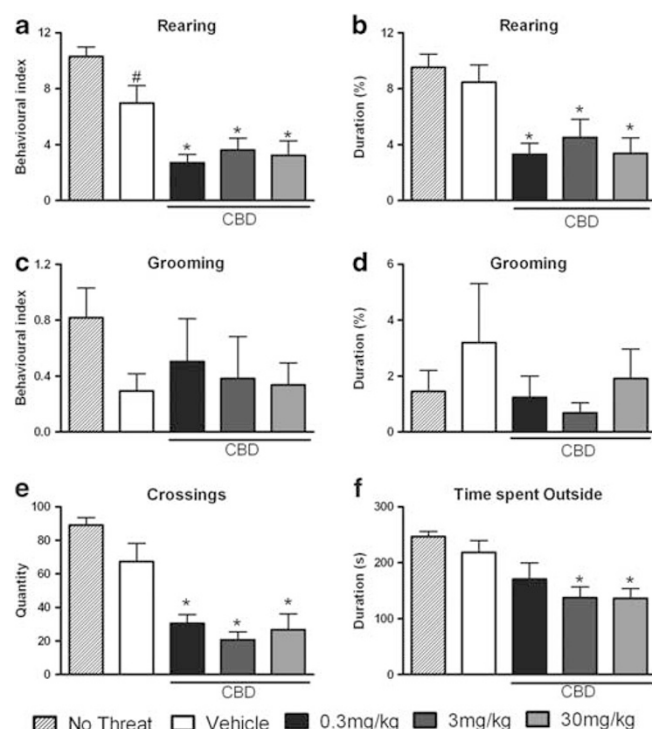 a Rearing
Behavioural index
12
8
4
0
#
* * *
CBD
b Rearing
Duration (%)
12
8
4
0
* * *
CBD
c Grooming
Behavioural index
1.2
0.8
0.4
0.0
CBD
d Grooming
Duration (%)
6
4
2
0
CBD
e Crossings
Quantity
100
80
60
40
20
0
* * *
CBD
f Time spent Outside
Duration (s)
300
200
100
0
* *
CBD
No Threat Vehicle 0.3mg/kg 3mg/kg 30mg/kg